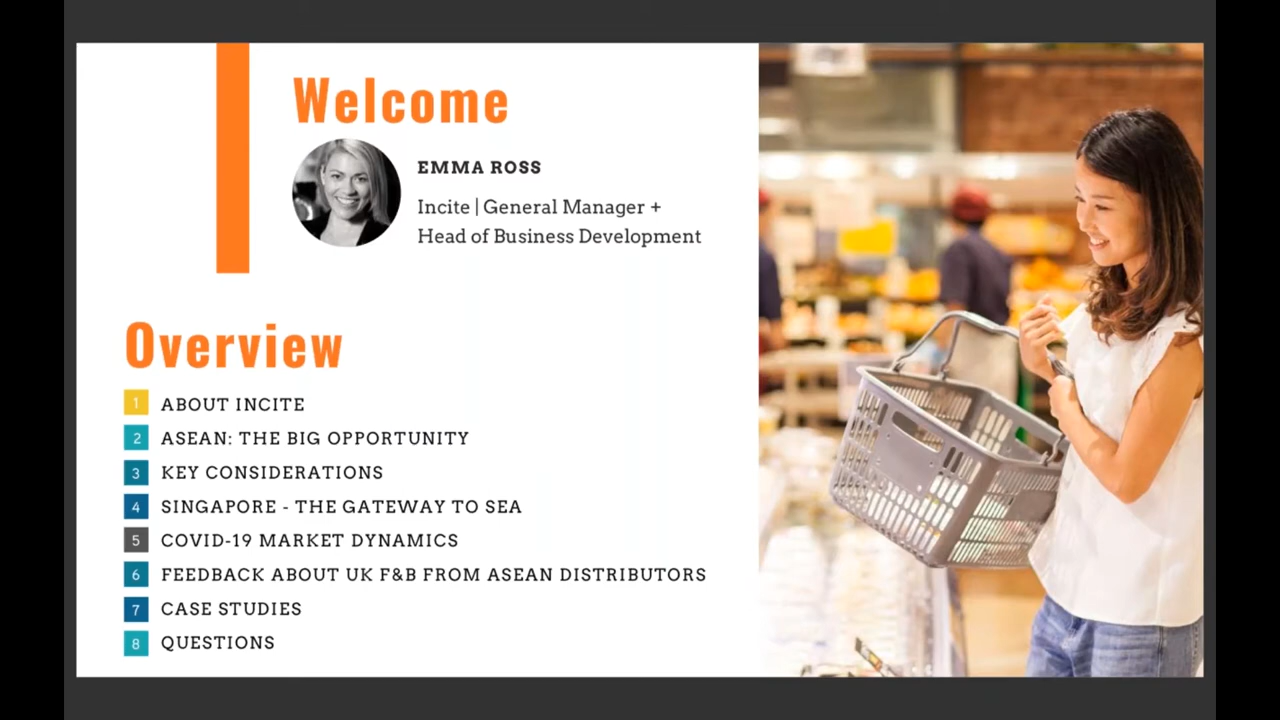 Welcome
EMMA ROSS
Incite | General Manager +
Head of Business Development
Overview
1 ABOUT INCITE
2 ASEAN: THE BIG OPPORTUNITY
3 KEY CONSIDERATIONS
4 SINGAPORE - THE GATEWAY TO SEA
5 COVID-19 MARKET DYNAMICS
6 FEEDBACK ABOUT UK F&B FROM ASEAN DISTRIBUTORS
7 CASE STUDIES
8 QUESTIONS